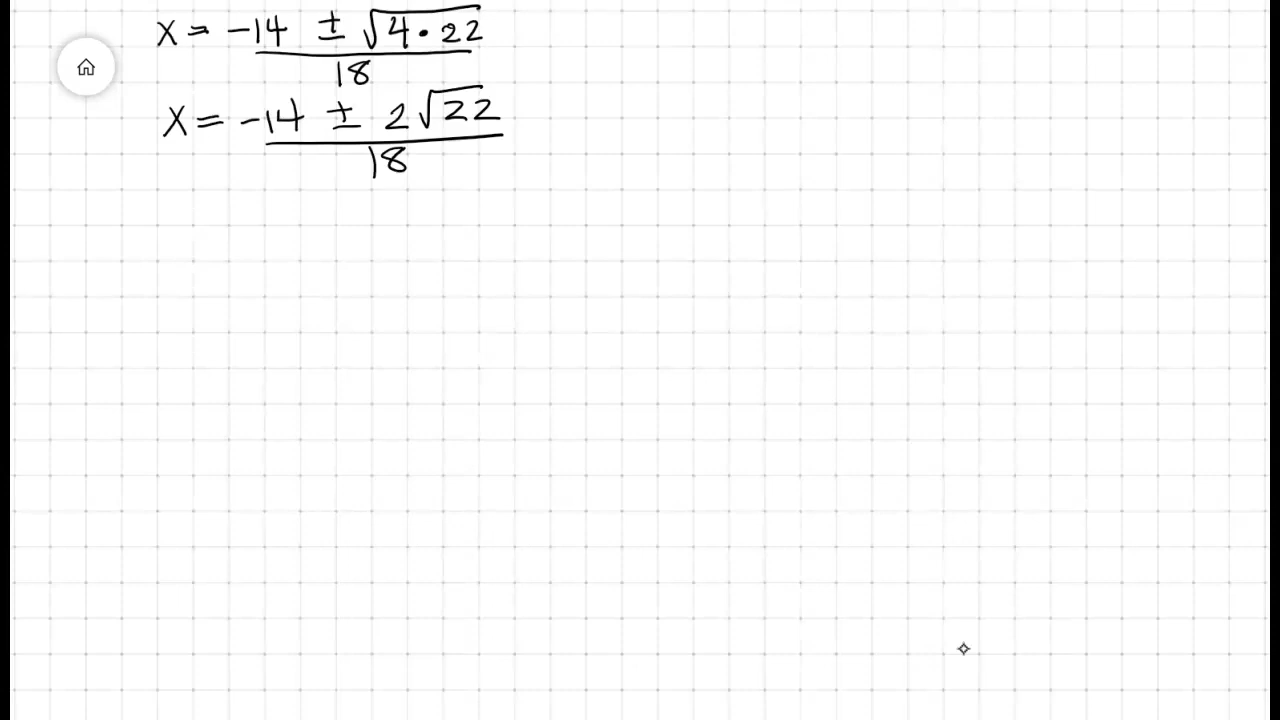 x = -14 ± √4·22
18
x = -14 ± 2√22
18